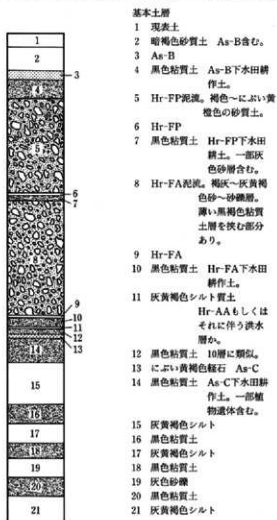 基本土層
1 現表土
2 暗褐色砂質土 As-B含む。
3 As-B
4 黒色粘質土 As-B下水田耕
作土。
5 Hr-FP泥流。褐色〜にぶい黄
橙色の砂質土。
6 Hr-FP
7 黒色粘質土 Hr-FP下水田
耕土。一部灰
色砂層含む。
8 Hr-FA泥流。褐灰〜灰黄褐
色砂〜砂礫層。
薄い黒褐色粘質
土層を挟む部分
あり。
9 Hr-FA
10 黒色粘質土 Hr-FA下水田
耕作土。
11 灰黄褐色シルト質土
Hr-AAもしくは
それに伴う洪水
層か。
12 黒色粘質土 10層に類似。
13 にぶい黄褐色軽石 As-C
14 黒色粘質土 As-C下水田耕
作土。一部植
物遺体含む。
15 灰黄褐色シルト
16 黒色粘質土
17 灰黄褐色シルト
18 黒色粘質土
19 灰色砂礫
20 黒色粘質土
21 灰黄褐色シルト
1
2
3
4
5
6
7
8
9
10
11
12
13
14
15
16
17
18
19
20
21